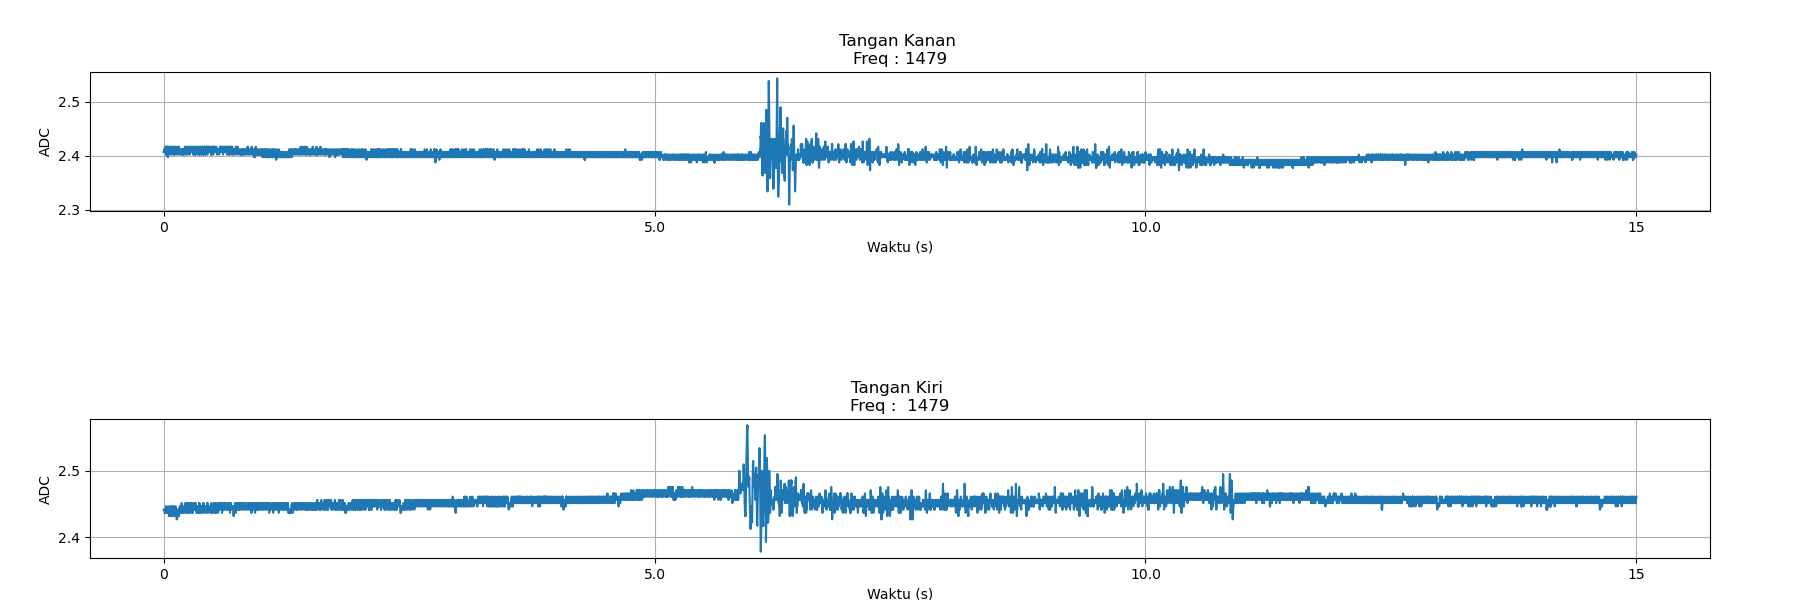 Tangan Kanan
Freq : 1479
2.5
2.4
2.3
ADC
0 5.0 10.0 15
Waktu (s)
Tangan Kiri
Freq :  1479
2.5
2.4
ADC
0 5.0 10.0 15
Waktu (s)